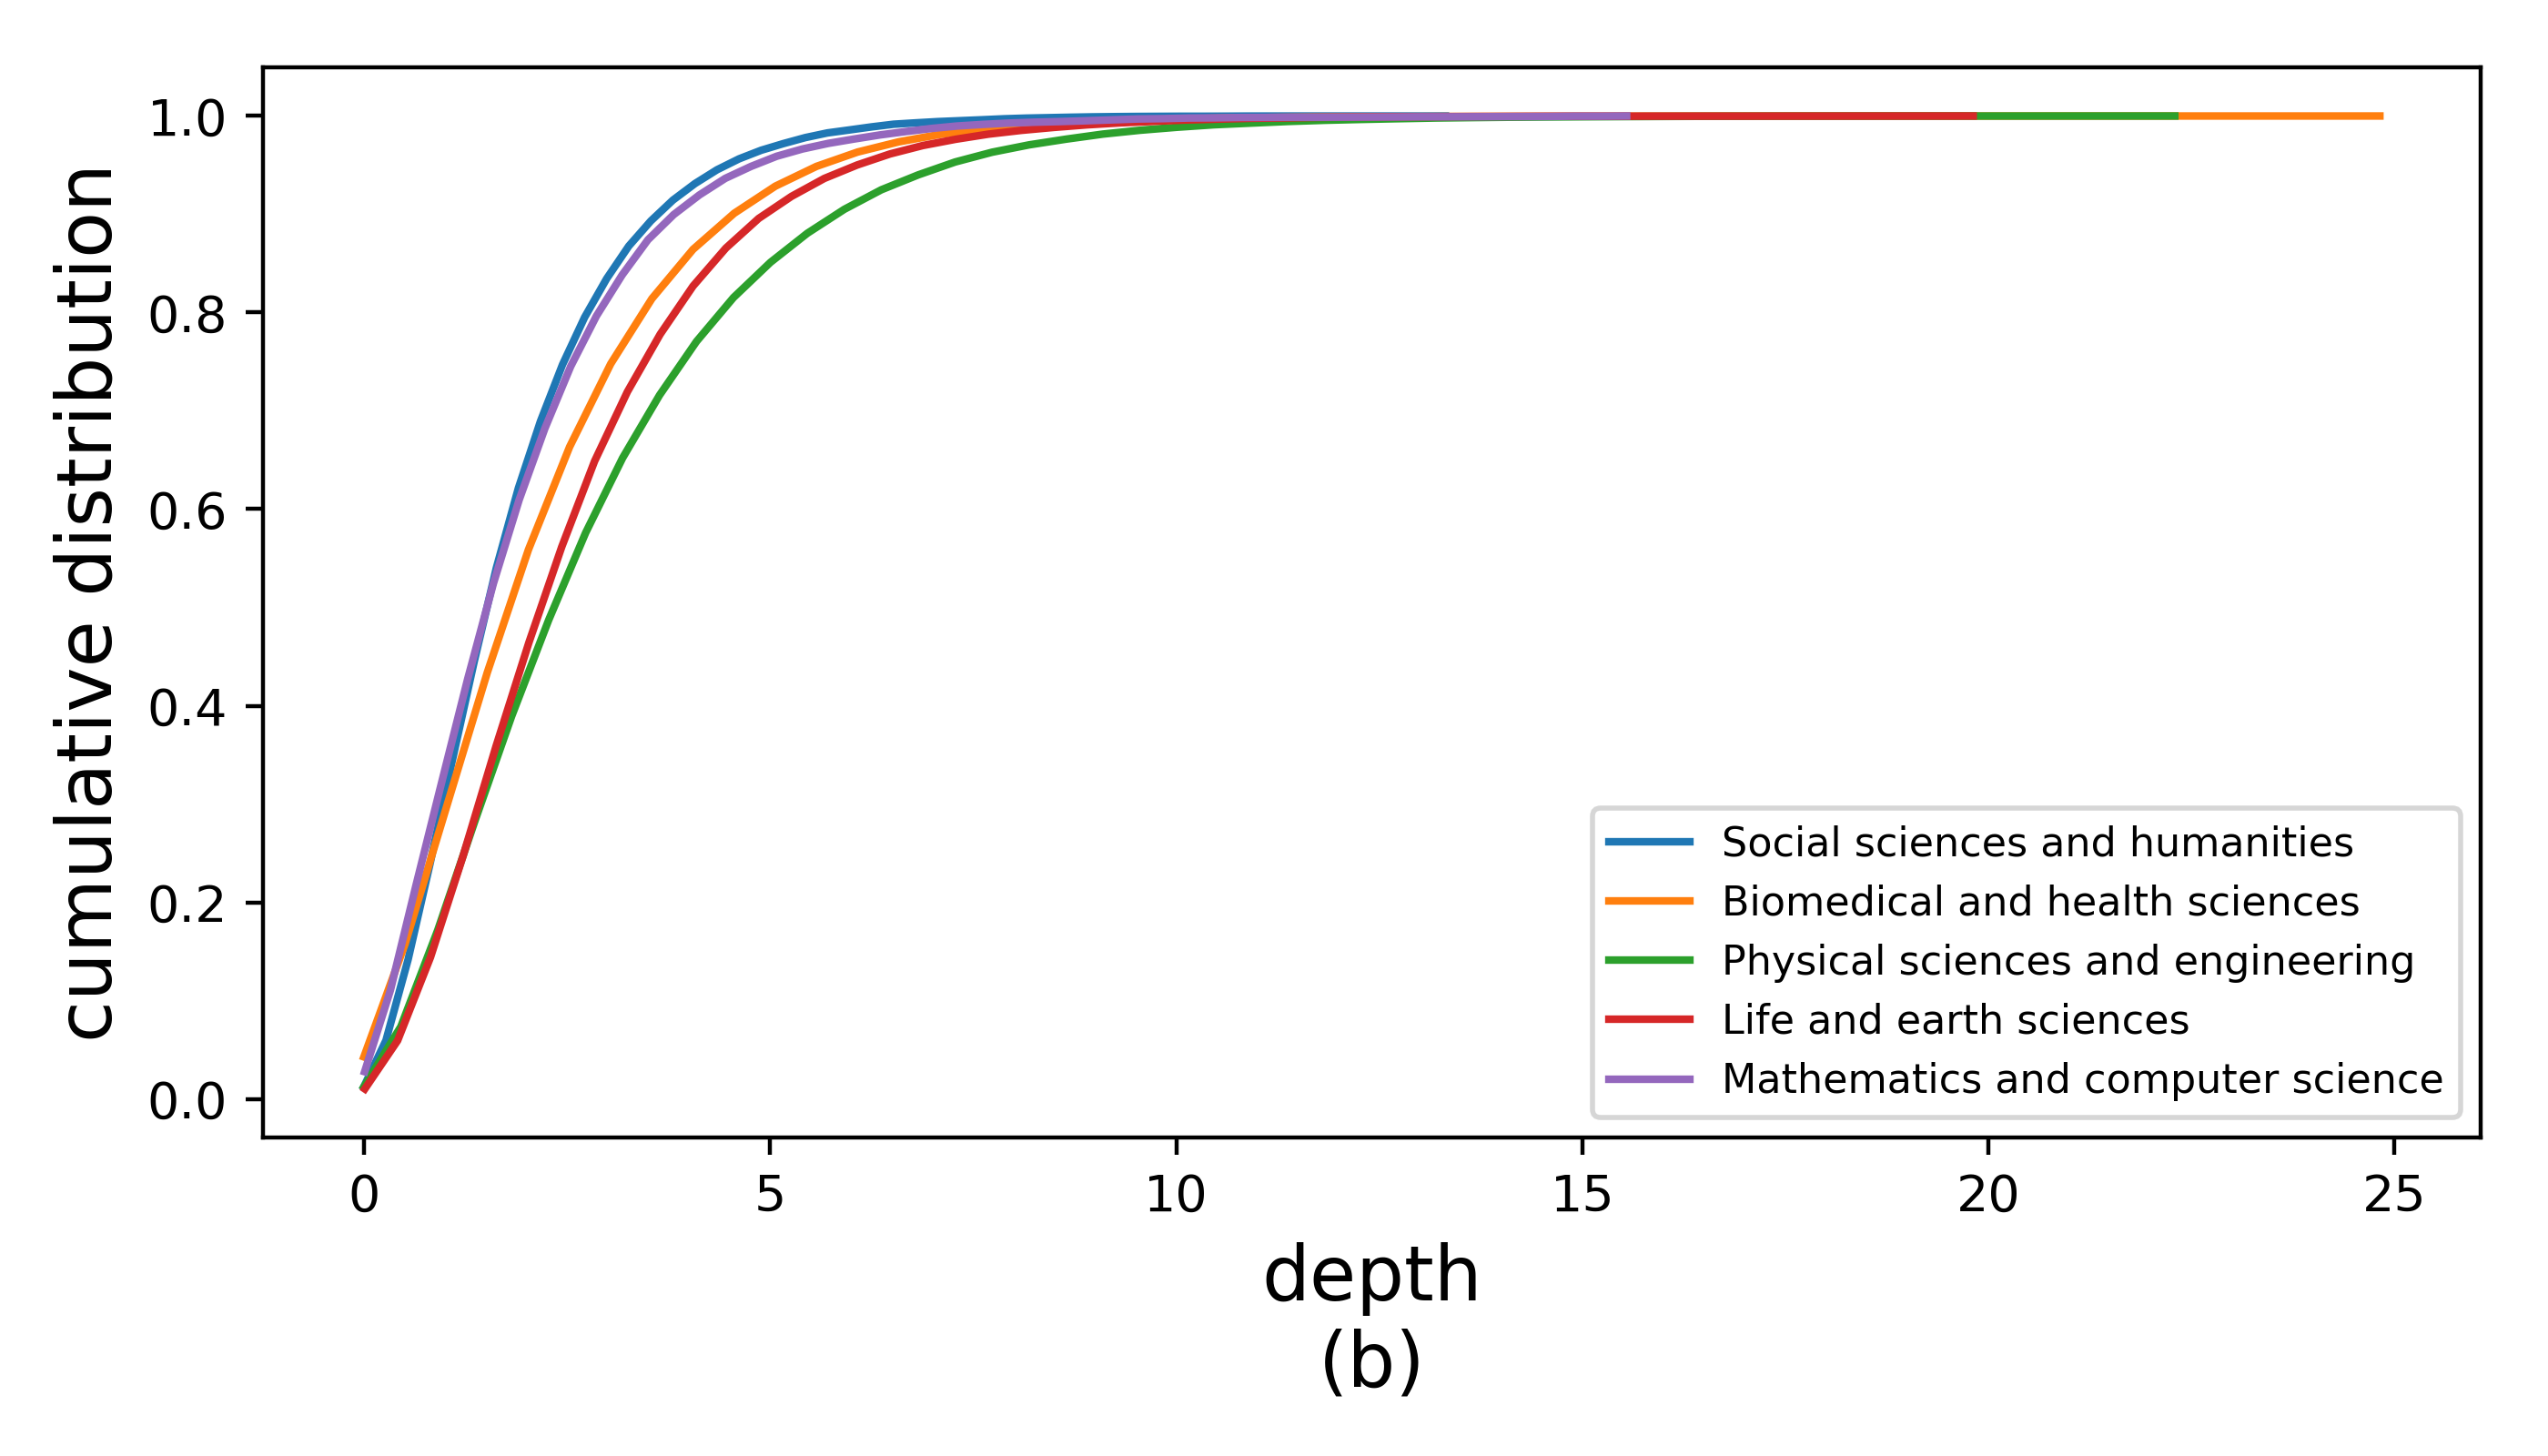 cumulative distribution
1.0
0.8
0.6
0.4
0.2
0.0
Social sciences and humanities
Biomedical and health sciences
Physical sciences and engineering
Life and earth sciences
Mathematics and computer science
0 5 10 15 20 25
depth
(b)